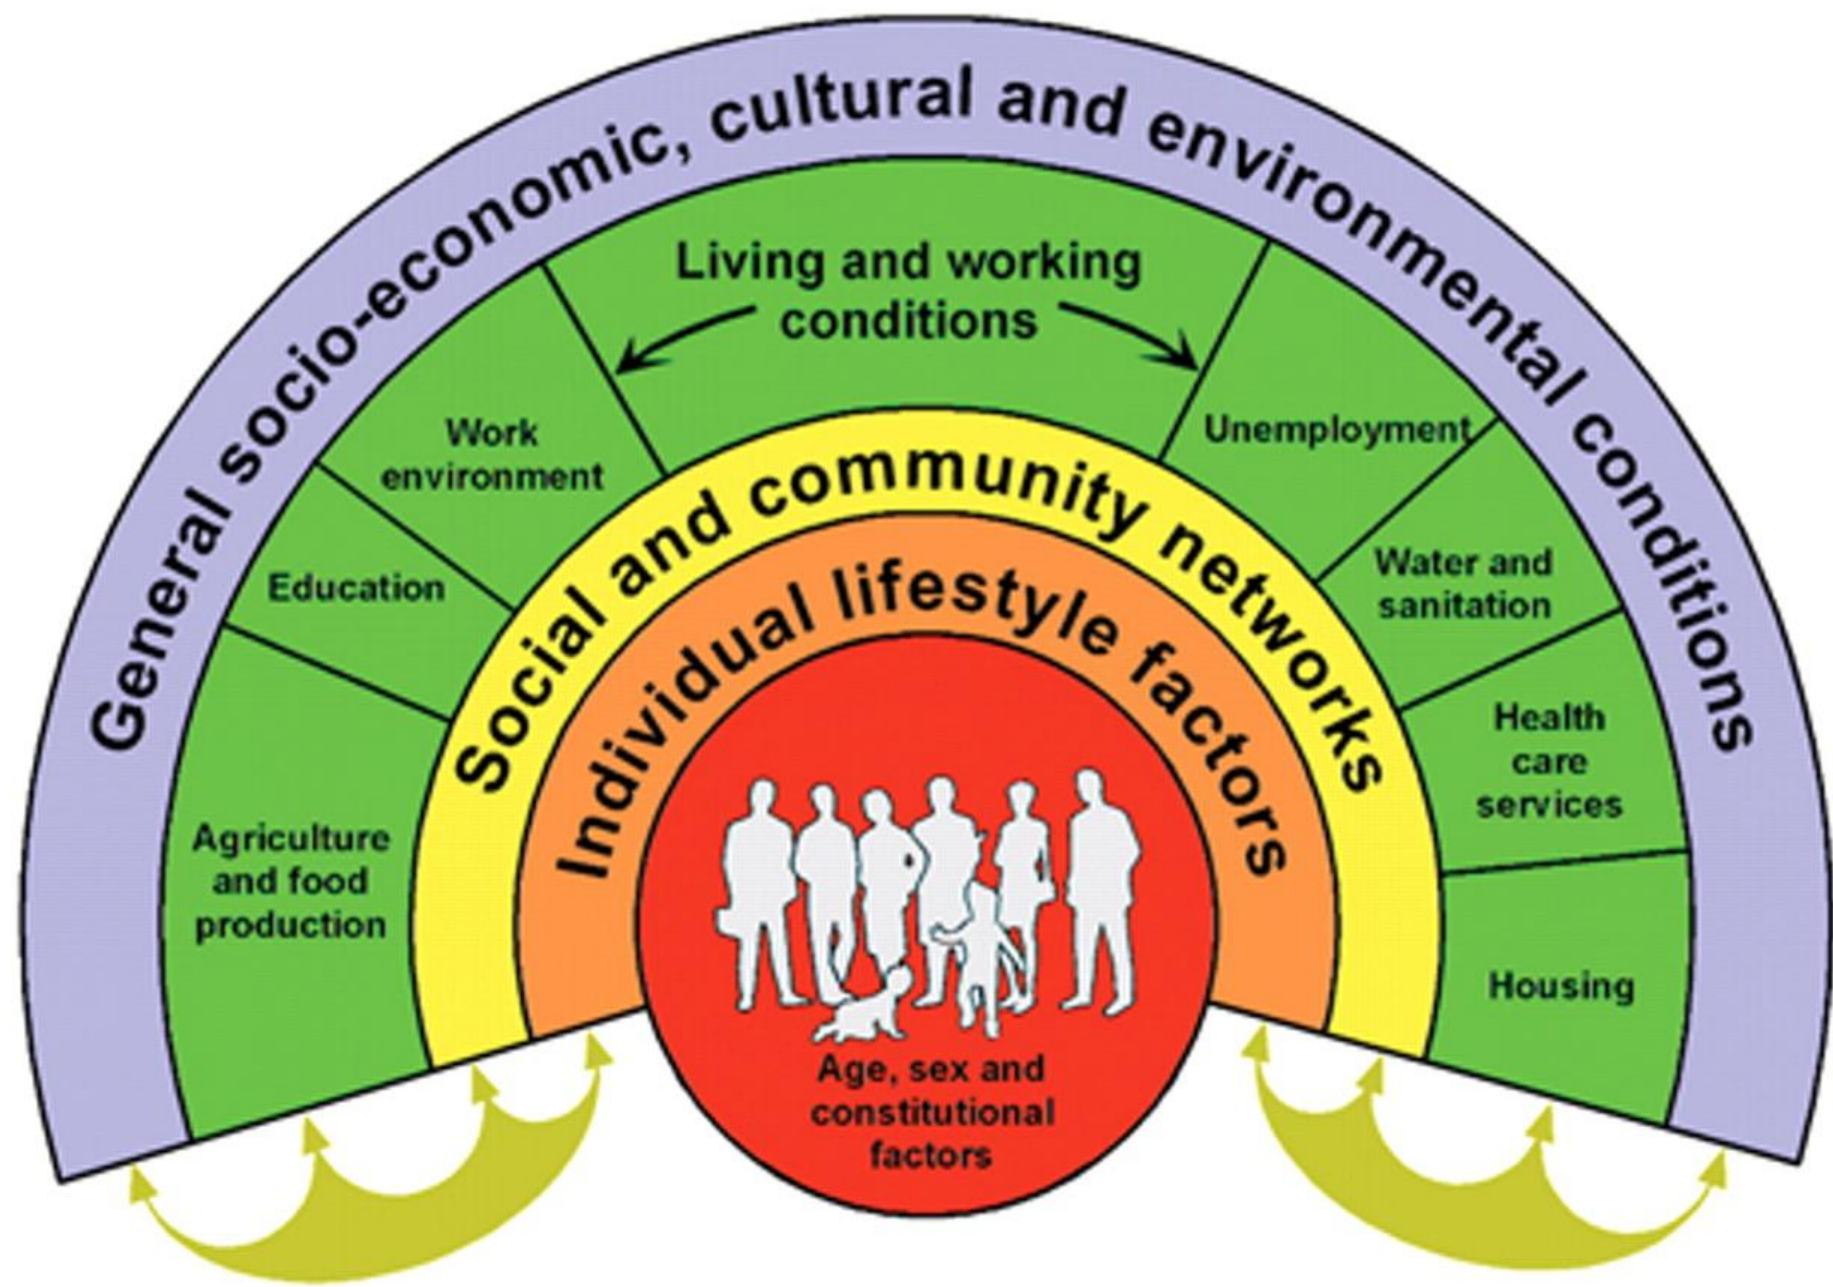 General socio-economic, cultural and environmental conditions
Living and working
conditions
Work
environment
Education
Agriculture
and food
production
Unemployment
Water and
sanitation
Health
care
services
Housing
Social and community networks
Individual lifestyle factors
Age, sex and
constitutional
factors